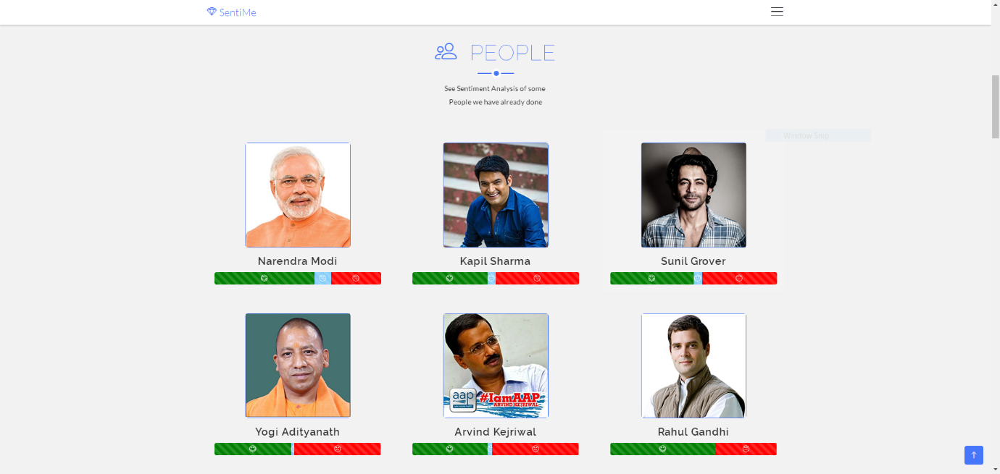 SentiMe
PEOPLE
See Sentiment Analysis of some
People we have already done
Window Snip
Narendra Modi
Kapil Sharma
Sunil Grover
aap
#IamAAP
ARVIND KEJRIWAL
Yogi Adityanath
Arvind Kejriwal
Rahul Gandhi